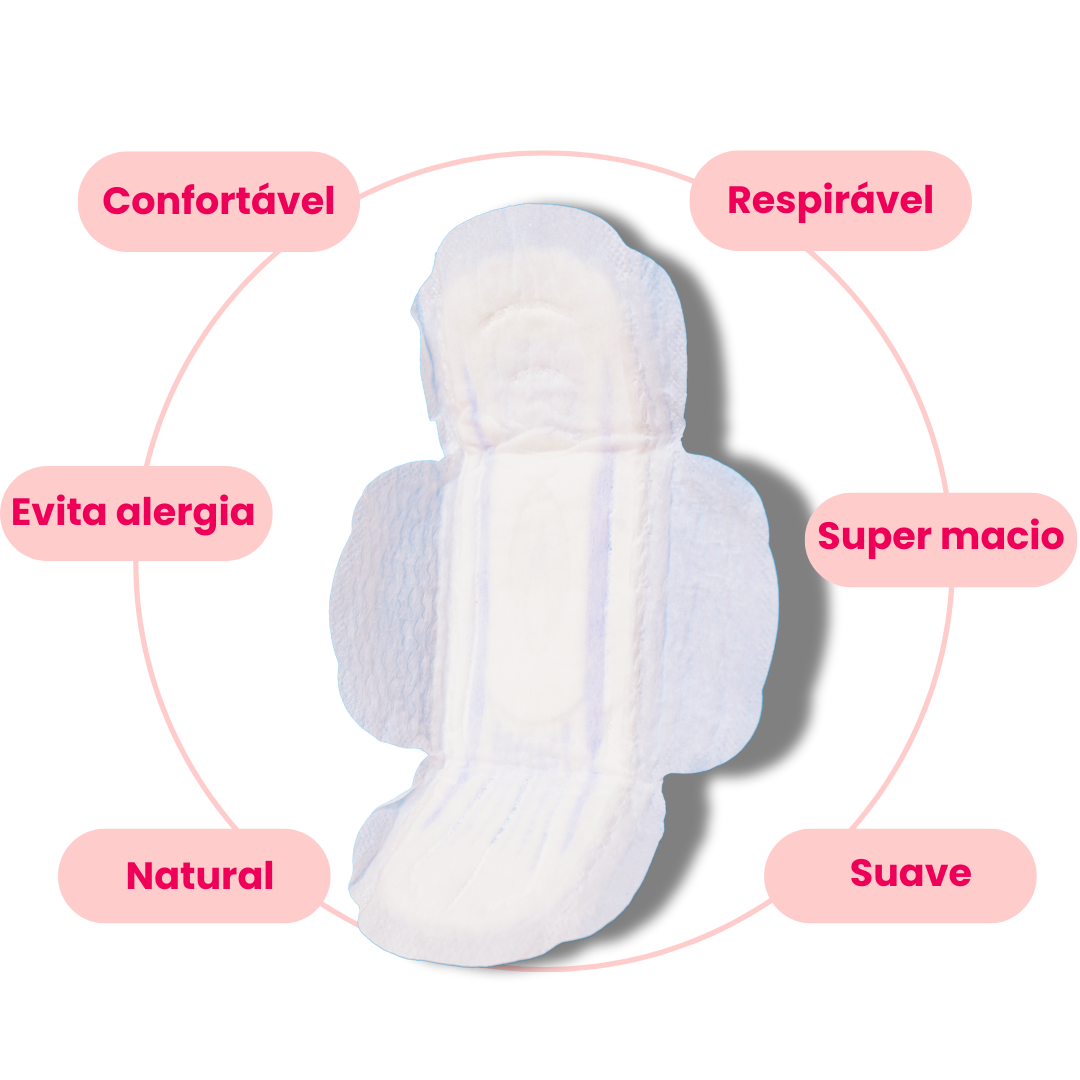 Confortável
Respirável
Evita alergia
Super macio
Natural
Suave